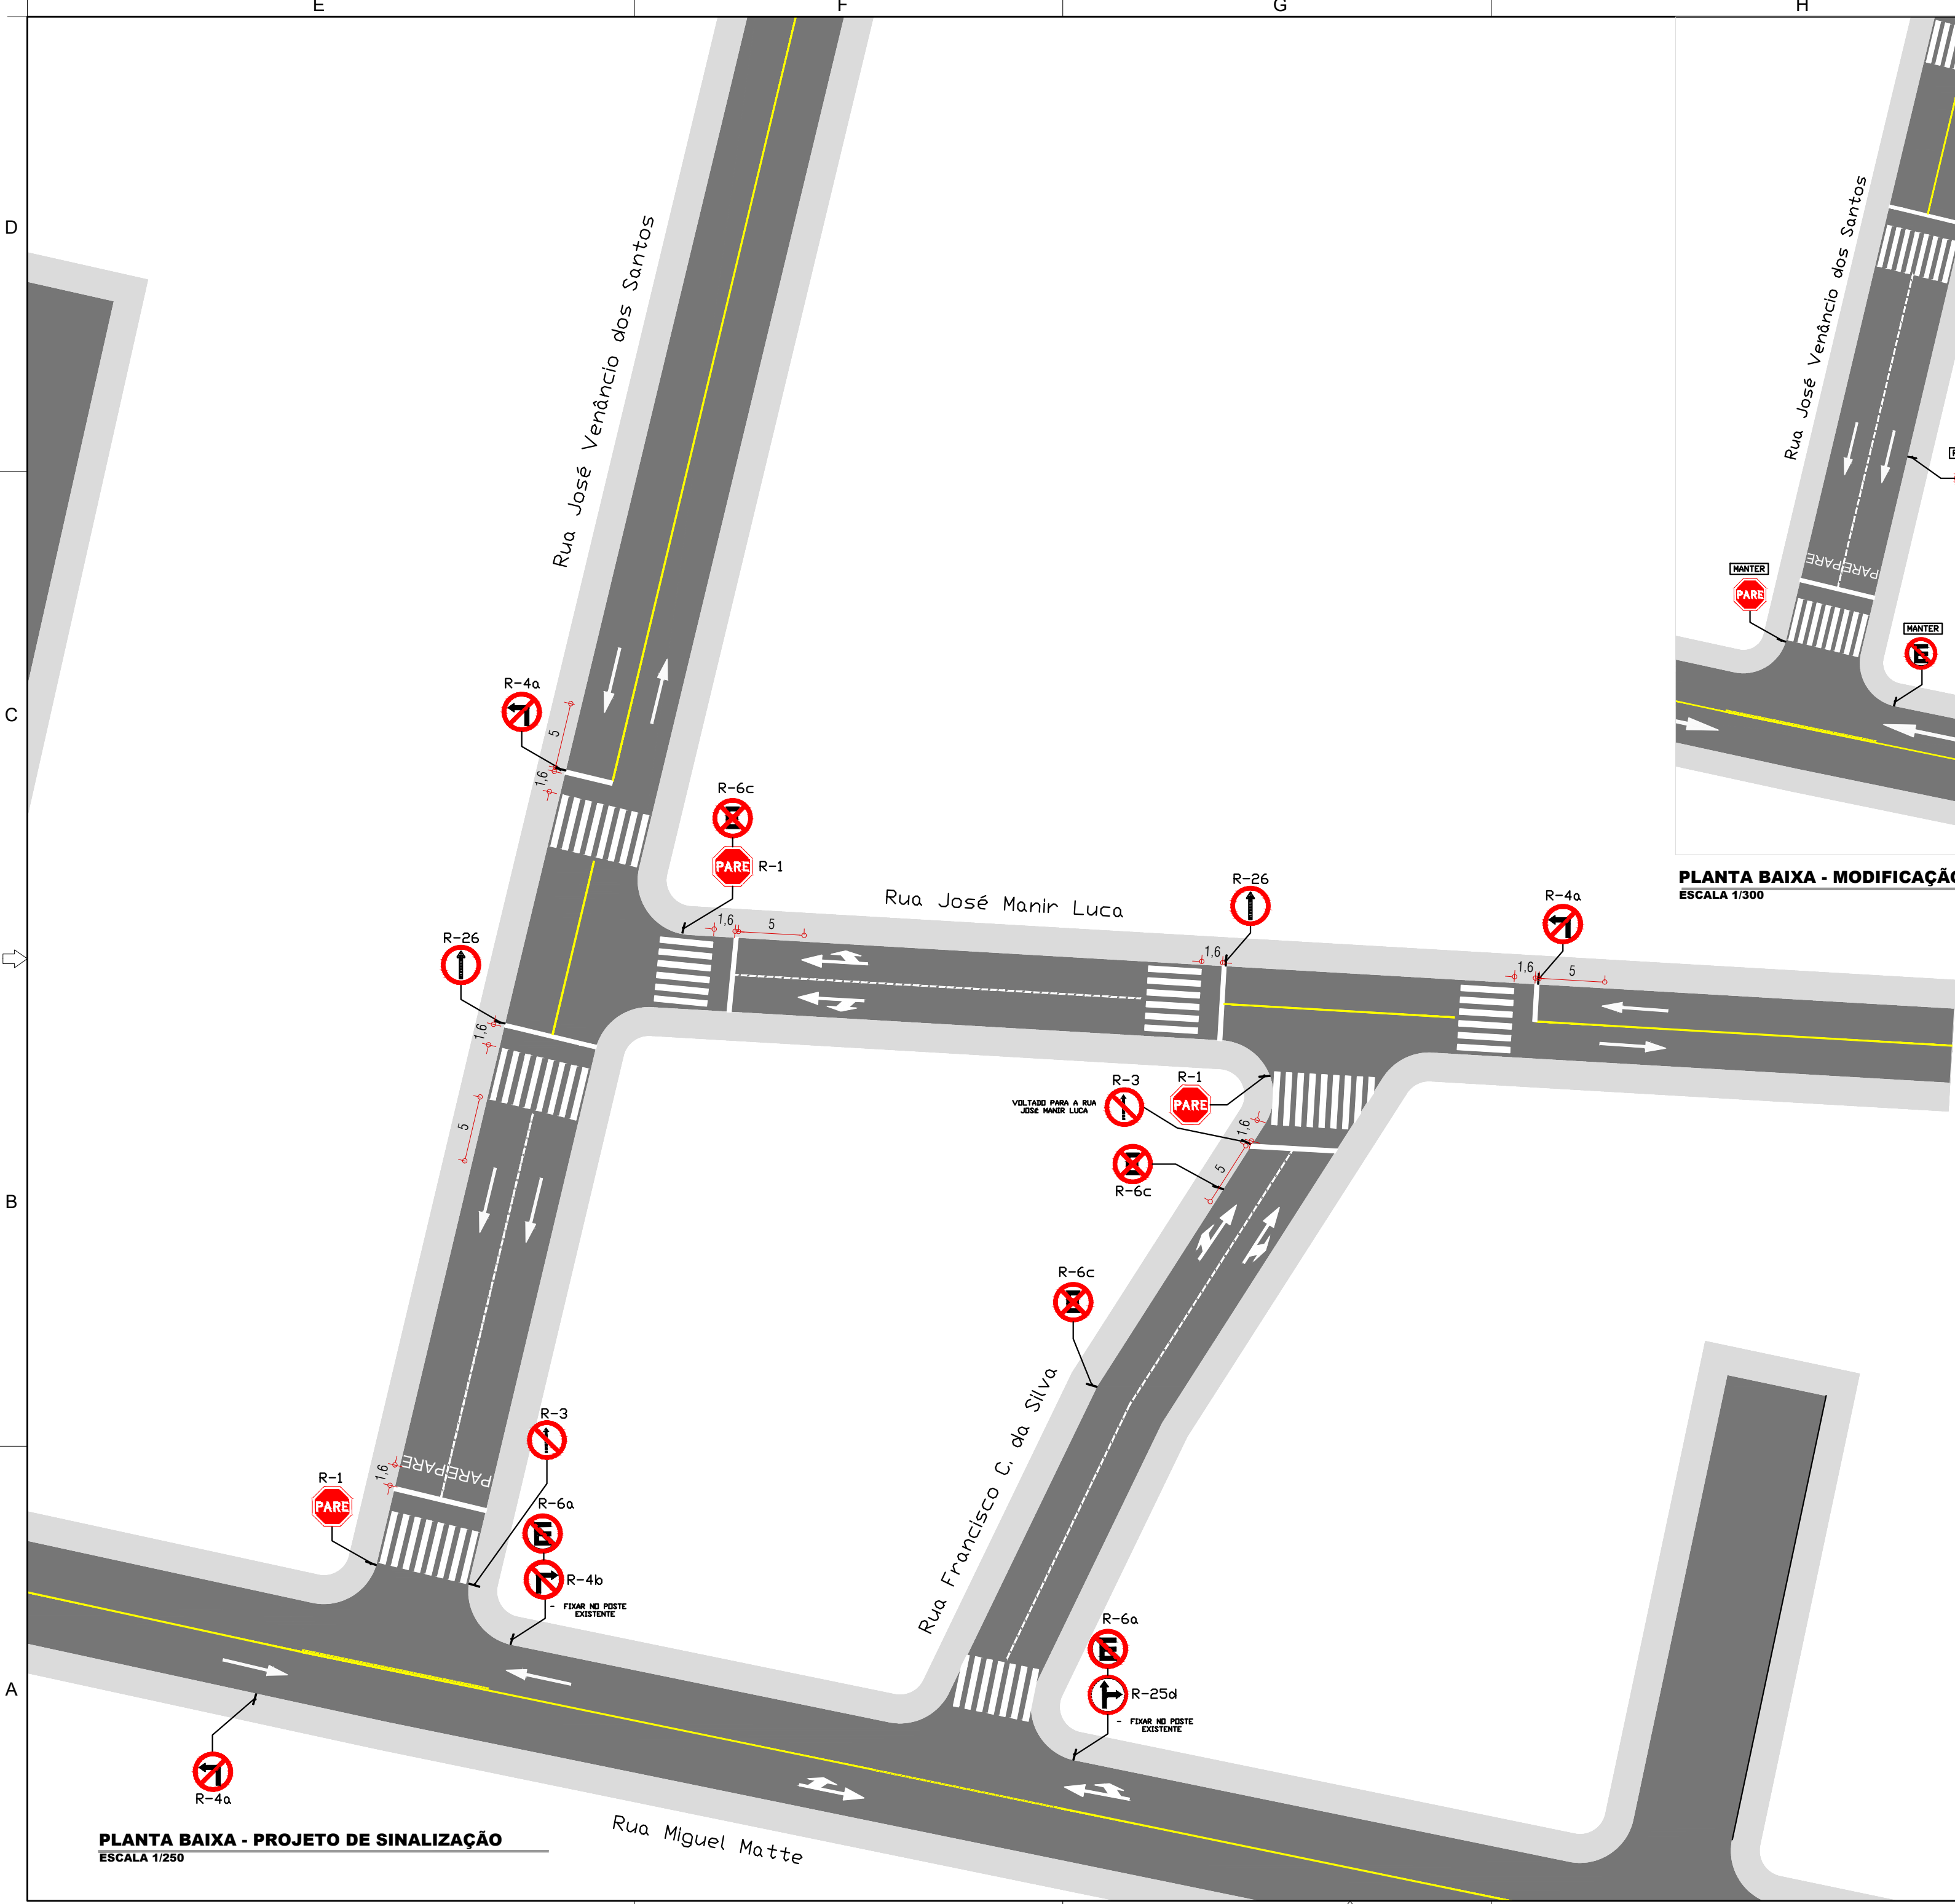 E
F
G
H
D
C
B
A
Rua José Venâncio dos Santos
R-4a
5
1,6
R-6c
PARE
R-1
1,6
5
Rua José Manir Luca
R-26
1,6
R-4a
1,6
5
R-26
1,6
5
R-3
VOLTADO PARA A RUA
JOSÉ MANIR LUCA
R-1
PARE
1,6
5
R-6c
R-6c
Rua Francisco C. da Silva
R-3
R-1
PARE
1,6
PAREPARE
R-6a
E
R-4b
- FIXAR NO POSTE
EXISTENTE
R-6a
E
R-25d
- FIXAR NO POSTE
EXISTENTE
R-4a
Rua Miguel Matte
PLANTA BAIXA - PROJETO DE SINALIZAÇÃO
ESCALA 1/250
Rua José Venâncio dos Santos
PAREPARE
MANTER
PARE
MANTER
E
PLANTA BAIXA - MODIFICAÇÃO
ESCALA 1/300